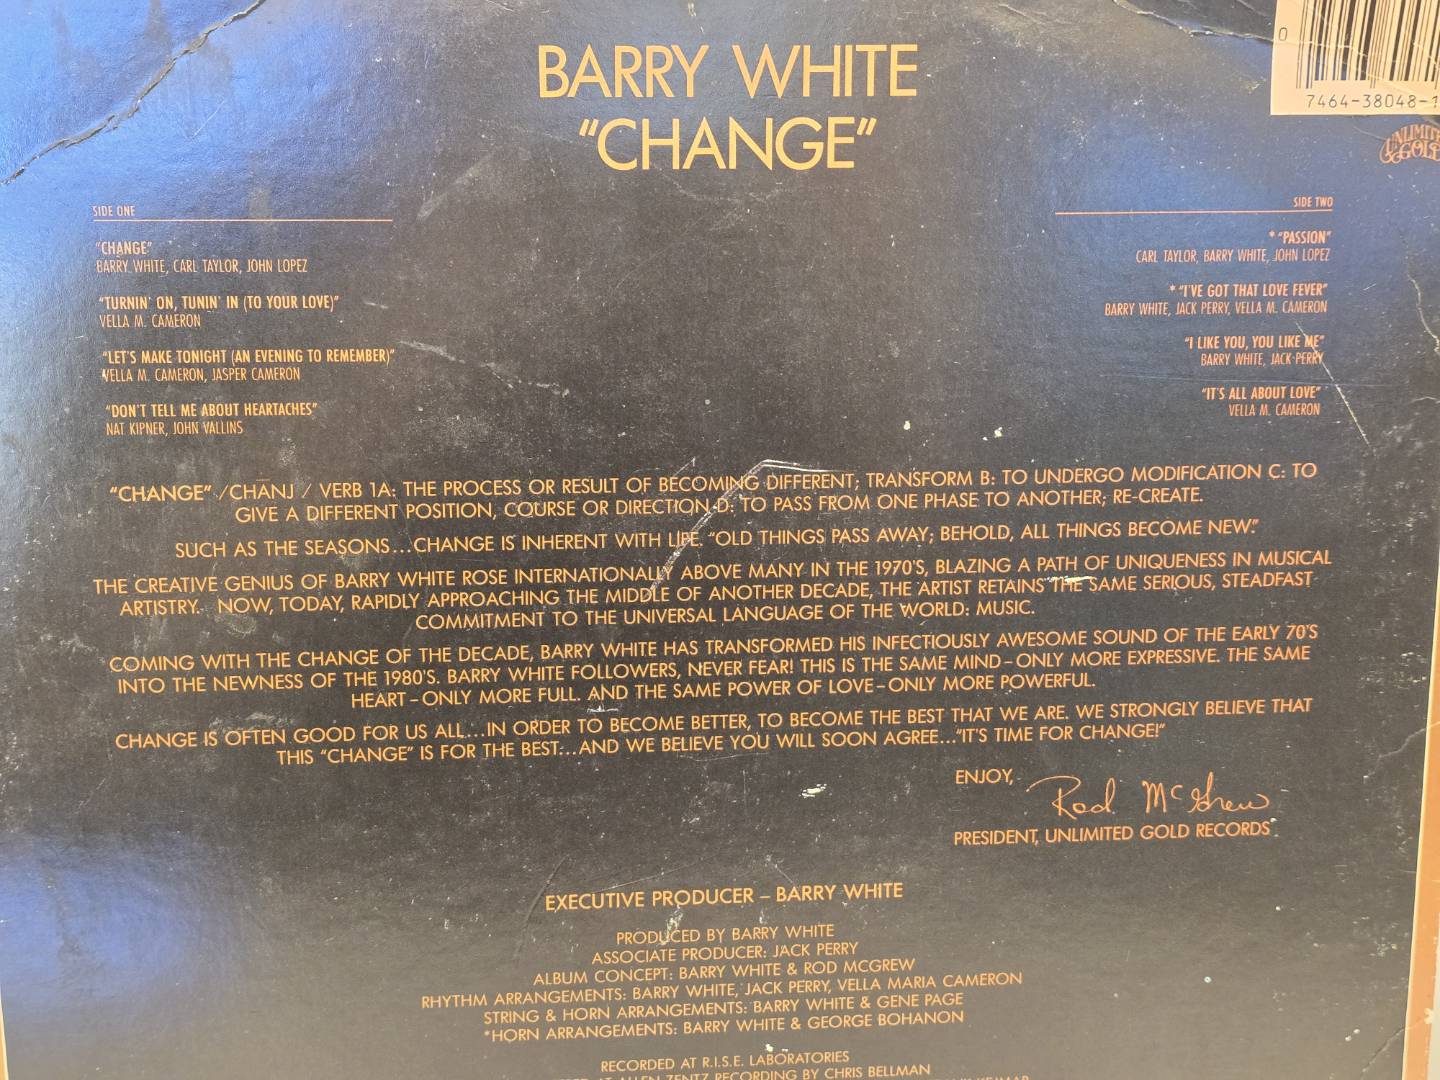 BARRY WHITE
"CHANGE"
0
7464-38048-1
UNLIMITED
GOLD
SIDE ONE
"CHANGE"
BARRY WHITE, CARL TAYLOR, JOHN LOPEZ
"TURNIN' ON, TUNIN' IN (TO YOUR LOVE)"
VELLA M. CAMERON
"LET'S MAKE TONIGHT (AN EVENING TO REMEMBER)"
VELLA M. CAMERON, JASPER CAMERON
"DON'T TELL ME ABOUT HEARTACHES"
NAT KIPNER, JOHN VALLINS
SIDE TWO
* "PASSION"
CARL TAYLOR, BARRY WHITE, JOHN LOPEZ
* "I'VE GOT THAT LOVE FEVER"
BARRY WHITE, JACK PERRY, VELLA M. CAMERON
"I LIKE YOU, YOU LIKE ME"
BARRY WHITE, JACK PERRY
"IT'S ALL ABOUT LOVE"
VELLA M. CAMERON
"CHANGE" /CHĀNJ / VERB 1A: THE PROCESS OR RESULT OF BECOMING DIFFERENT; TRANSFORM B: TO UNDERGO MODIFICATION C: TO
GIVE A DIFFERENT POSITION, COURSE OR DIRECTION D: TO PASS FROM ONE PHASE TO ANOTHER; RE-CREATE.
SUCH AS THE SEASONS...CHANGE IS INHERENT WITH LIFE. "OLD THINGS PASS AWAY; BEHOLD, ALL THINGS BECOME NEW."
THE CREATIVE GENIUS OF BARRY WHITE ROSE INTERNATIONALLY ABOVE MANY IN THE 1970'S, BLAZING A PATH OF UNIQUENESS IN MUSICAL
ARTISTRY. NOW, TODAY, RAPIDLY APPROACHING THE MIDDLE OF ANOTHER DECADE, THE ARTIST RETAINS THE SAME SERIOUS, STEADFAST
COMMITMENT TO THE UNIVERSAL LANGUAGE OF THE WORLD: MUSIC.
COMING WITH THE CHANGE OF THE DECADE, BARRY WHITE HAS TRANSFORMED HIS INFECTIOUSLY AWESOME SOUND OF THE EARLY 70'S
INTO THE NEWNESS OF THE 1980'S. BARRY WHITE FOLLOWERS, NEVER FEAR! THIS IS THE SAME MIND–ONLY MORE EXPRESSIVE. THE SAME
HEART–ONLY MORE FULL. AND THE SAME POWER OF LOVE–ONLY MORE POWERFUL.
CHANGE IS OFTEN GOOD FOR US ALL...IN ORDER TO BECOME BETTER, TO BECOME THE BEST THAT WE ARE. WE STRONGLY BELIEVE THAT
THIS "CHANGE" IS FOR THE BEST...AND WE BELIEVE YOU WILL SOON AGREE..."IT'S TIME FOR CHANGE!"
ENJOY,
Rod McGrew
PRESIDENT, UNLIMITED GOLD RECORDS
EXECUTIVE PRODUCER – BARRY WHITE
PRODUCED BY BARRY WHITE
ASSOCIATE PRODUCER: JACK PERRY
ALBUM CONCEPT: BARRY WHITE & ROD MCGREW
RHYTHM ARRANGEMENTS: BARRY WHITE, JACK PERRY, VELLA MARIA CAMERON
STRING & HORN ARRANGEMENTS: BARRY WHITE & GENE PAGE
*HORN ARRANGEMENTS: BARRY WHITE & GEORGE BOHANON
RECORDED AT R.I.S.E. LABORATORIES
AT ALLEN ZENTZ RECORDING BY CHRIS BELLMAN